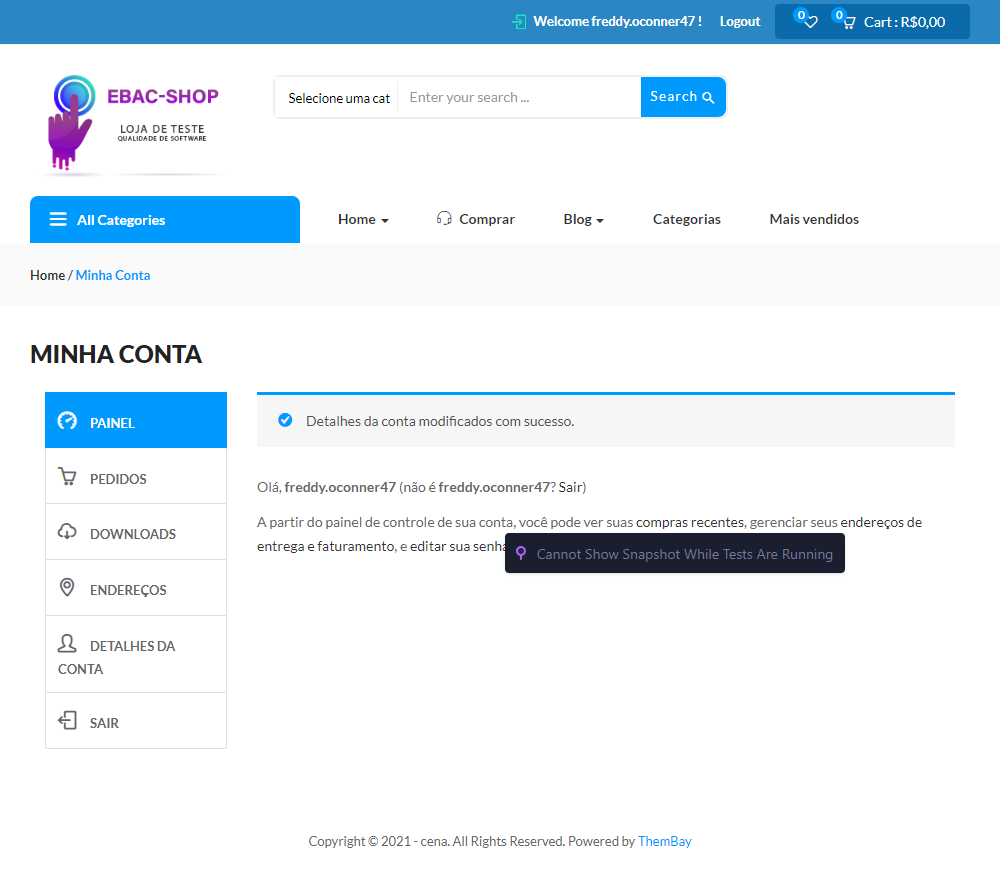 Welcome freddy.oconner47 ! Logout 0 0 Cart : R$0,00
EBAC-SHOP
LOJA DE TESTE
QUALIDADE DE SOFTWARE
Selecione uma cat Enter your search ... Search
All Categories Home Comprar Blog Categorias Mais vendidos
Home / Minha Conta
MINHA CONTA
PAINEL
PEDIDOS
DOWNLOADS
ENDEREÇOS
DETALHES DA
CONTA
SAIR
Detalhes da conta modificados com sucesso.
Olá, freddy.oconner47 (não é freddy.oconner47? Sair)
A partir do painel de controle de sua conta, você pode ver suas compras recentes, gerenciar seus endereços de
entrega e faturamento, e editar sua senha
Cannot Show Snapshot While Tests Are Running
Copyright © 2021 - cena. All Rights Reserved. Powered by ThemBay